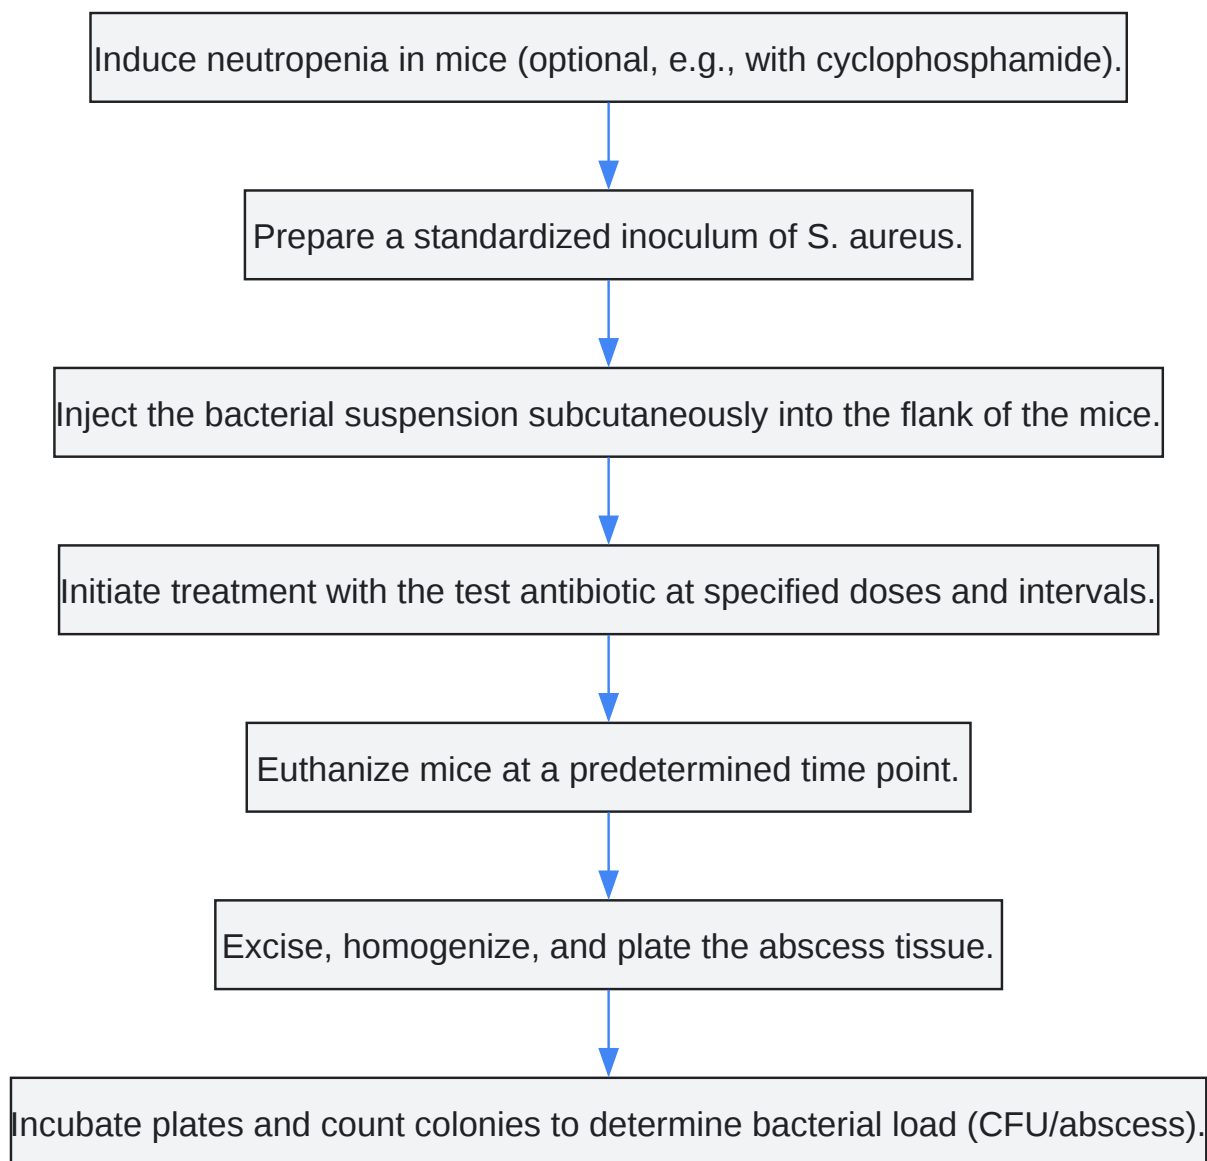 Induce neutropenia in mice (optional, e.g., with cyclophosphamide).
Prepare a standardized inoculum of S. aureus.
Inject the bacterial suspension subcutaneously into the flank of the mice.
Initiate treatment with the test antibiotic at specified doses and intervals.
Euthanize mice at a predetermined time point.
Excise, homogenize, and plate the abscess tissue.
Incubate plates and count colonies to determine bacterial load (CFU/abscess).